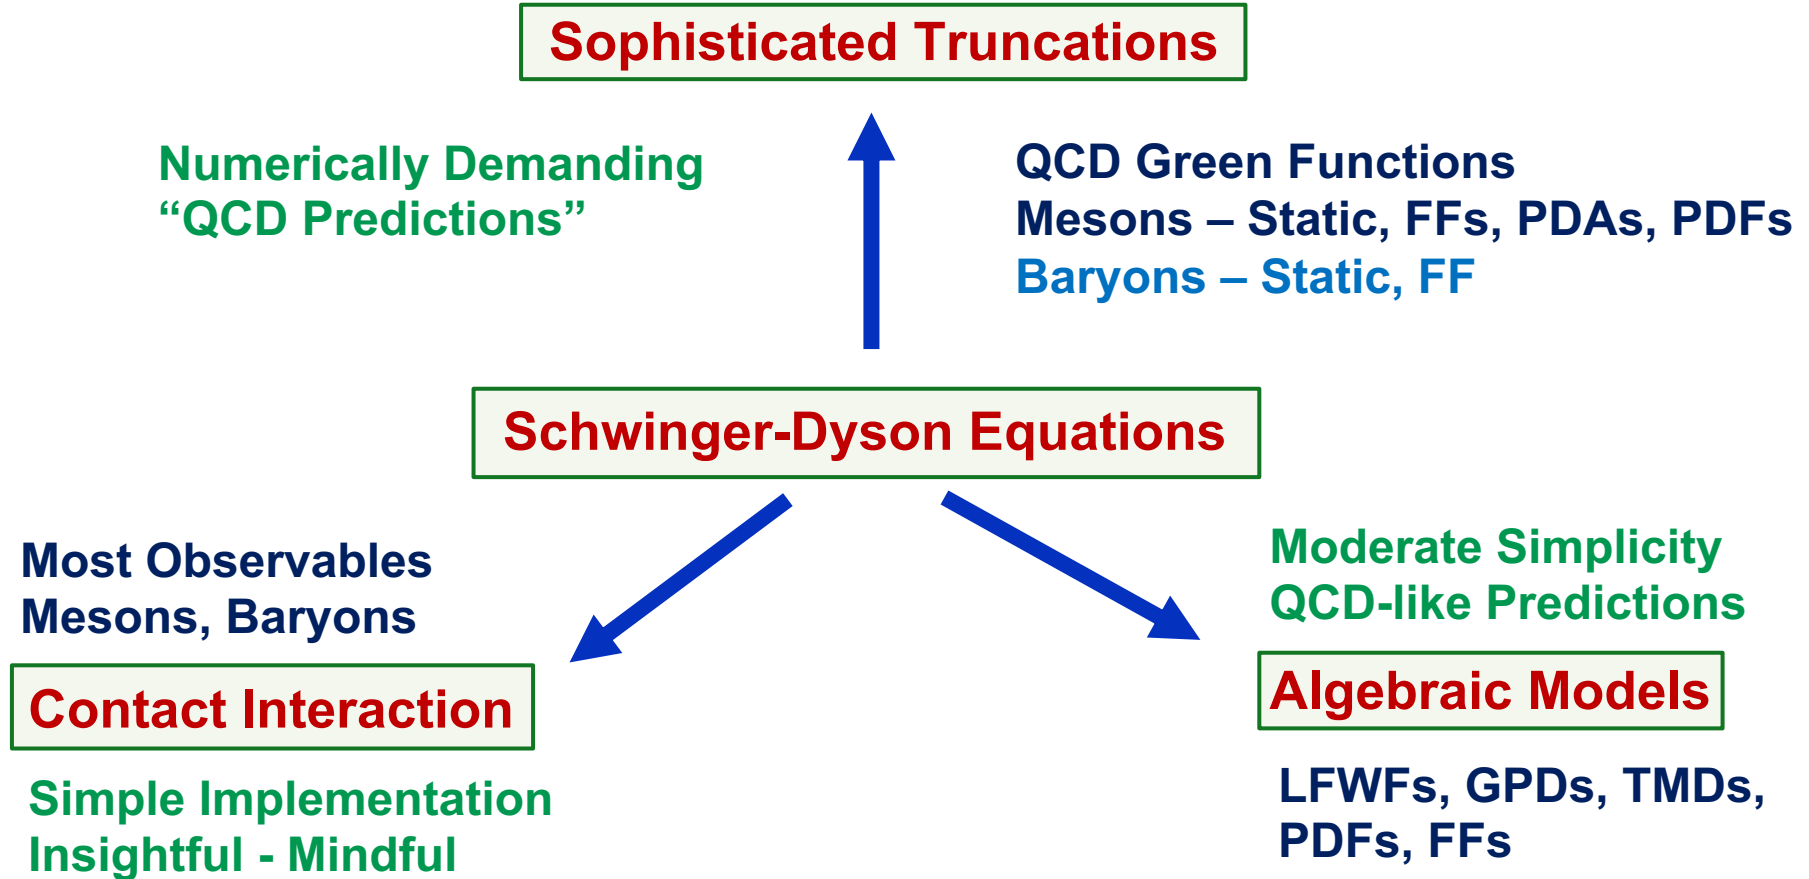 Sophisticated Truncations
Numerically Demanding
“QCD Predictions”
QCD Green Functions
Mesons – Static, FFs, PDAs, PDFs
Baryons – Static, FF
Schwinger-Dyson Equations
Most Observables
Mesons, Baryons
Contact Interaction
Simple Implementation
Insightful - Mindful
Moderate Simplicity
QCD-like Predictions
Algebraic Models
LFWFs, GPDs, TMDs,
PDFs, FFs